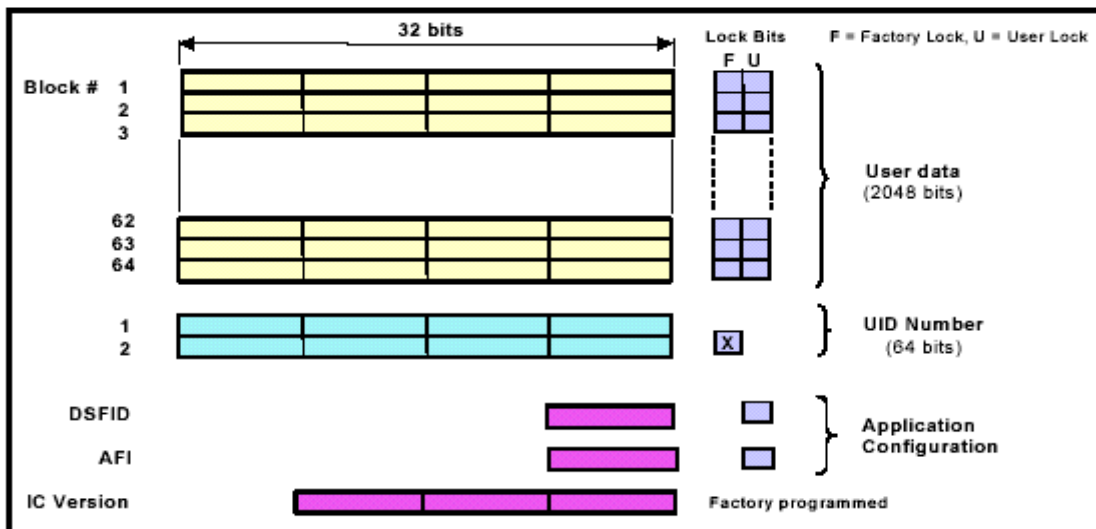 32 bits
Lock Bits
F = Factory Lock, U = User Lock
F U
Block # 1
2
3
User data
(2048 bits)
62
63
64
1
2
X
UID Number
(64 bits)
DSFID
AFI
Application
Configuration
IC Version
Factory programmed